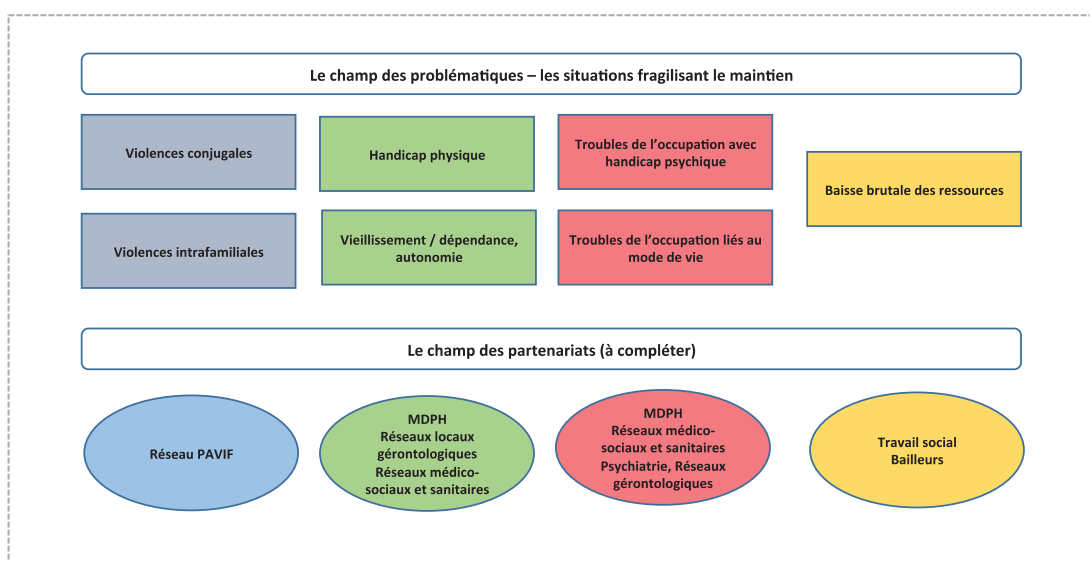 Le champ des problématiques – les situations fragilisant le maintien
Violences conjugales
Handicap physique
Troubles de l’occupation avec
handicap psychique
Baisse brutale des ressources
Violences intrafamiliales
Vieillissement / dépendance,
autonomie
Troubles de l’occupation liés au
mode de vie
Le champ des partenariats (à compléter)
Réseau PAVIF
MDPH
Réseaux locaux
gérontologiques
Réseaux médico-
sociaux et sanitaires
MDPH
Réseaux médico-
sociaux et sanitaires
Psychiatrie, Réseaux
gérontologiques
Travail social
Bailleurs